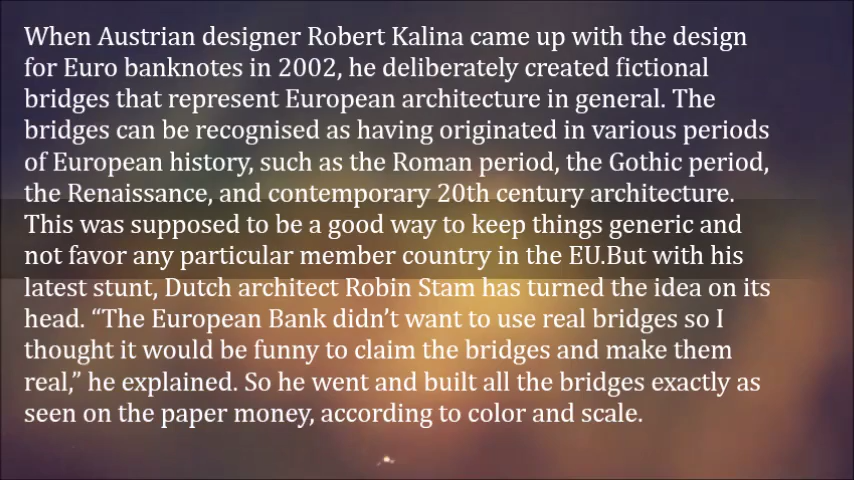 When Austrian designer Robert Kalina came up with the design
for Euro banknotes in 2002, he deliberately created fictional
bridges that represent European architecture in general. The
bridges can be recognised as having originated in various periods
of European history, such as the Roman period, the Gothic period,
the Renaissance, and contemporary 20th century architecture.
This was supposed to be a good way to keep things generic and
not favor any particular member country in the EU.But with his
latest stunt, Dutch architect Robin Stam has turned the idea on its
head. “The European Bank didn’t want to use real bridges so I
thought it would be funny to claim the bridges and make them
real,” he explained. So he went and built all the bridges exactly as
seen on the paper money, according to color and scale.